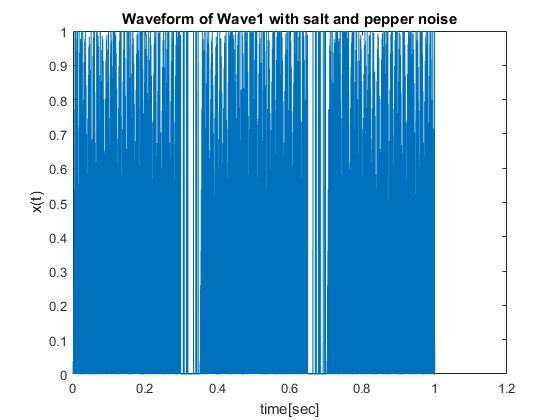 Waveform of Wave1 with salt and pepper noise
1
0.9
0.8
0.7
0.6
0.5
0.4
0.3
0.2
0.1
0
x(t)
0 0.2 0.4 0.6 0.8 1 1.2
time[sec]